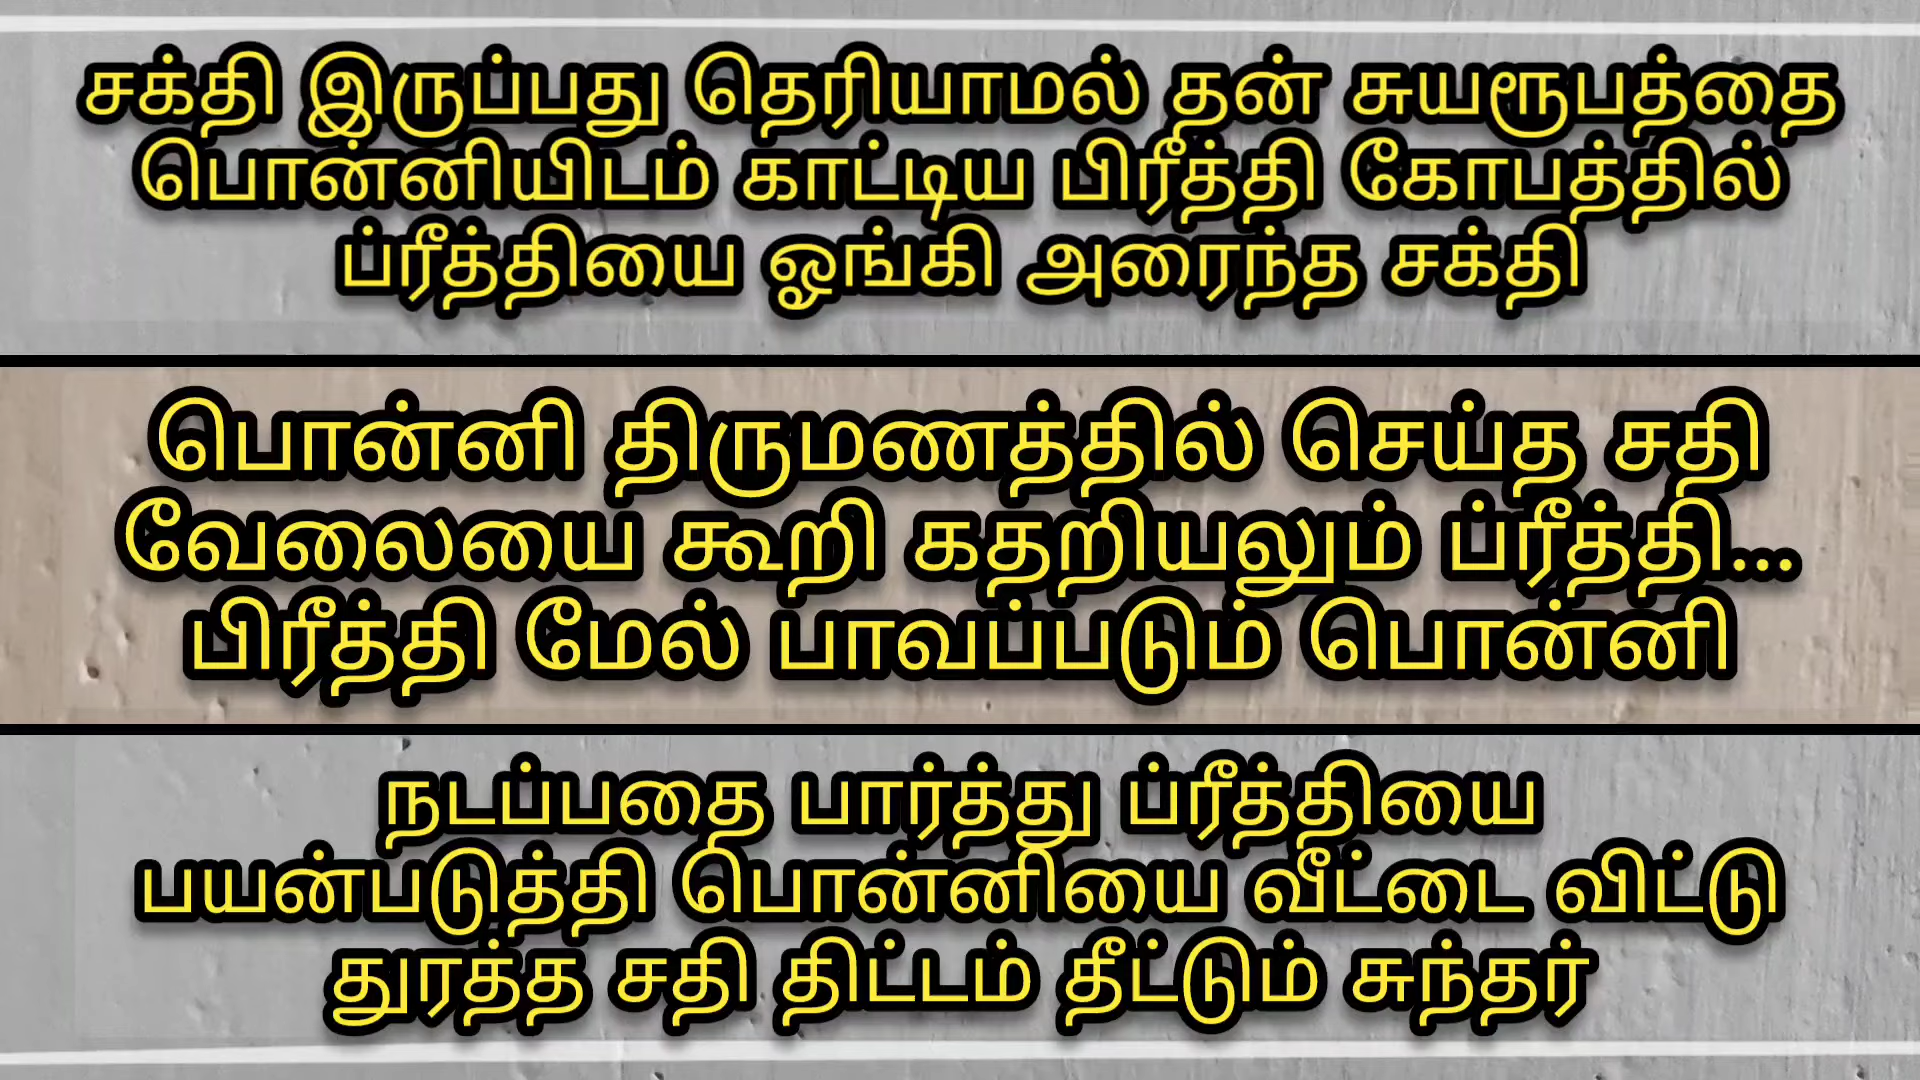 சக்தி இருப்பது தெரியாமல் தன் சுயரூபத்தை
பொன்னியிடம் காட்டிய பிரீத்தி கோபத்தில்
ப்ரீத்தியை ஓங்கி அரைந்த சக்தி
பொன்னி திருமணத்தில் செய்த சதி
வேலையை கூறி கதறியலும் ப்ரீத்தி...
பிரீத்தி மேல் பாவப்படும் பொன்னி
நடப்பதை பார்த்து ப்ரீத்தியை
பயன்படுத்தி பொன்னியை வீட்டை விட்டு
துரத்த சதி திட்டம் தீட்டும் சுந்தர்